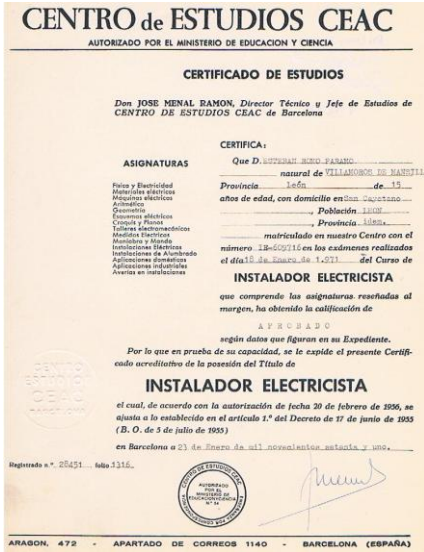 CENTRO de ESTUDIOS CEAC
AUTORIZADO POR EL MINISTERIO DE EDUCACION Y CIENCIA
CERTIFICADO DE ESTUDIOS
Don JOSE MENAL RAMON, Director Técnico y Jefe de Estudios de
CENTRO DE ESTUDIOS CEAC de Barcelona
CERTIFICA:
ASIGNATURAS
Física y Electricidad
Materiales eléctricos
Máquinas eléctricas
Aritmética
Geometría
Esquemas eléctricos
Croquis y Planos
Talleres electromecánicos
Medidas Eléctricas
Maniobra y Mando
Instalaciones Eléctricas
Instalaciones de Alumbrado
Aplicaciones domésticas
Aplicaciones industriales
Averías en instalaciones
Que D. ESTEBAN PARAMO
natural de VILLAMOROS DE MANSILL
Provincia León de 15
años de edad, con domicilio en San Cayetano
, Población LEON
, Provincia idem.
matriculado en nuestro Centro con el
número IE-605716 en los exámenes realizados
el día 18 de Enero de 1.971 del Curso de
INSTALADOR ELECTRICISTA
que comprende las asignaturas reseñadas al
margen, ha obtenido la calificación de
A P R O B A D O
según datos que figuran en su Expediente.
Por lo que en prueba de su capacidad, se le expide el presente Certifi-
cado acreditativo de la posesión del Título de
INSTALADOR ELECTRICISTA
el cual, de acuerdo con la autorización de fecha 20 de febrero de 1956, se
ajusta a lo establecido en el artículo 1.º del Decreto de 17 de junio de 1955
(B. O. de 5 de julio de 1955)
en Barcelona a 23 de Enero de mil novecientos setenta y uno.
CENTRO
ESTUDIOS
CEAC
BARCELONA
Registrado n.º 28451 folio 1316.
CENTRO DE ESTUDIOS CEAC
AUTORIZADO
POR EL
MINISTERIO DE
EDUCACION Y CIENCIA
ARAGON, 472 - APARTADO DE CORREOS 1140 - BARCELONA (ESPAÑA)